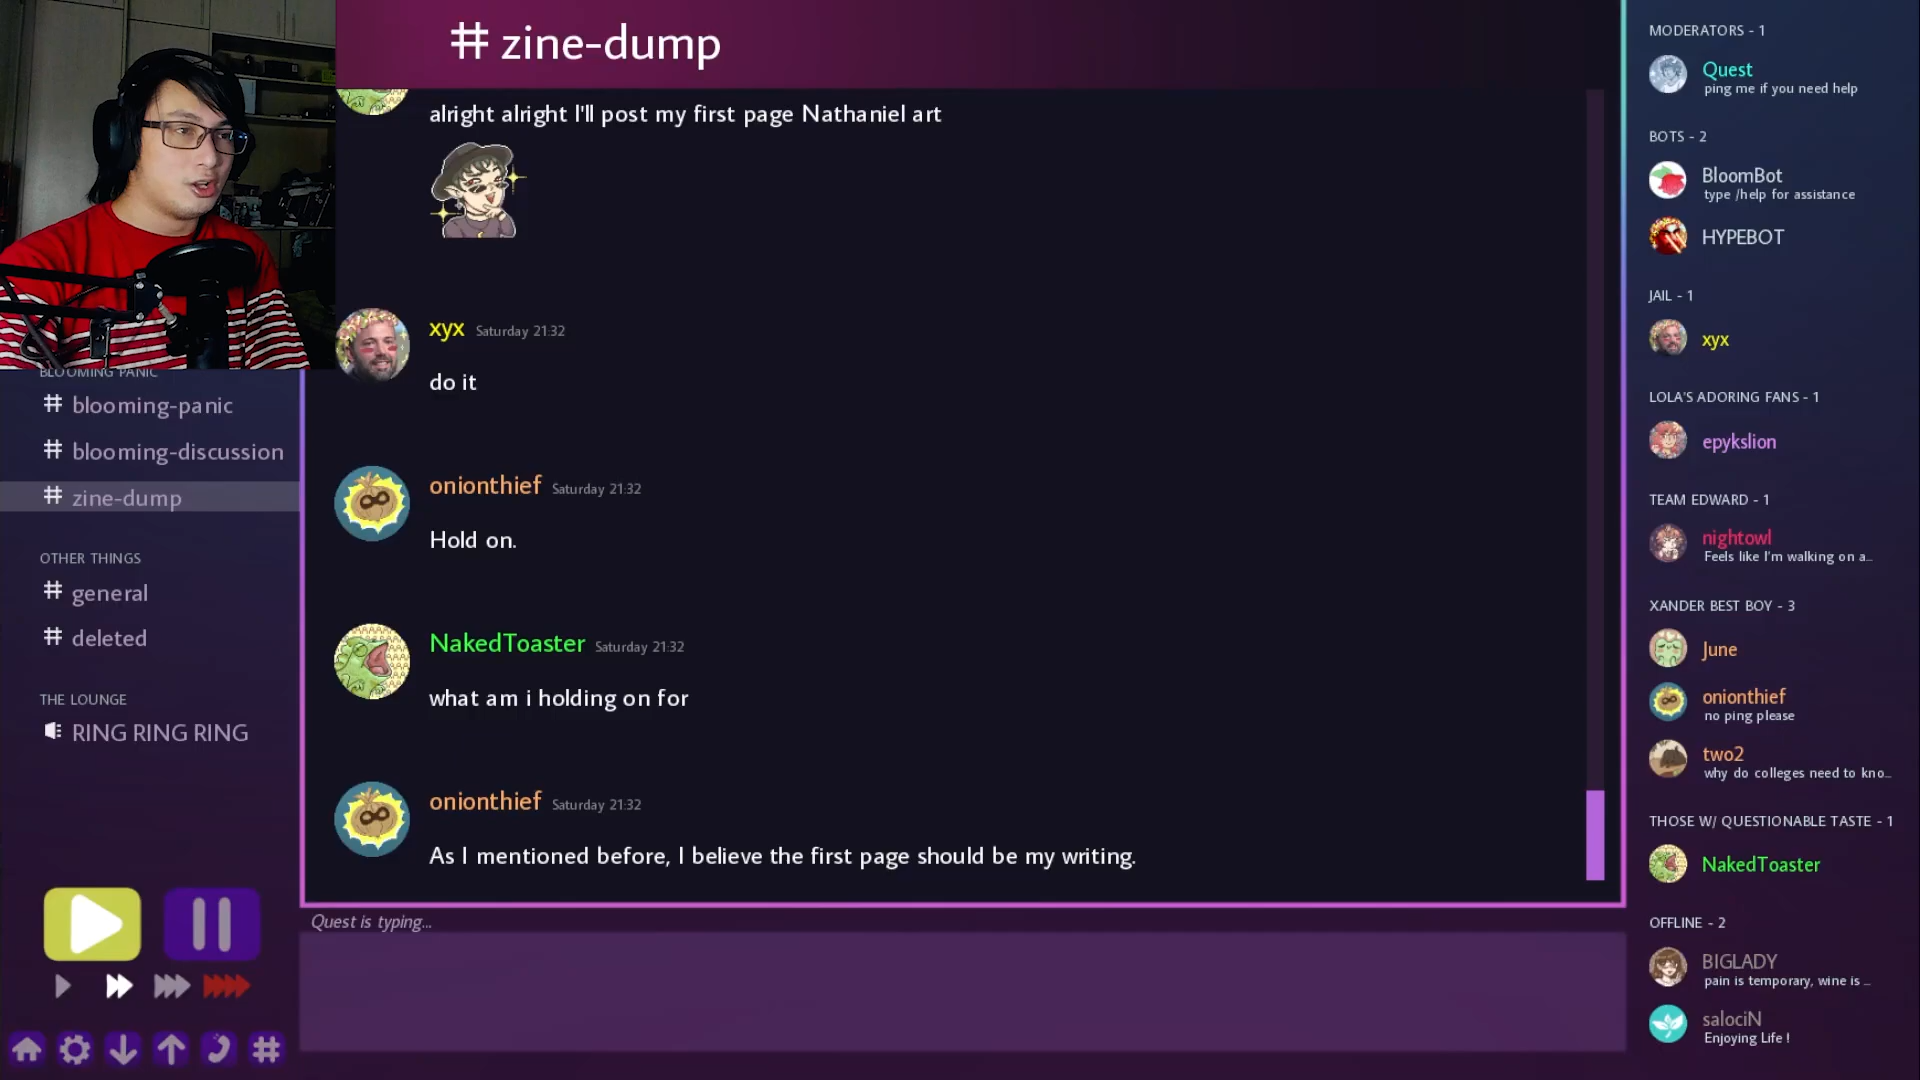 # zine-dump
alright alright I'll post my first page Nathaniel art
xyx Saturday 21:32
do it
onionthief Saturday 21:32
Hold on.
NakedToaster Saturday 21:32
what am i holding on for
onionthief Saturday 21:32
As I mentioned before, I believe the first page should be my writing.
Quest is typing...
BLOOMING PANIC
# blooming-panic
# blooming-discussion
# zine-dump
OTHER THINGS
# general
# deleted
THE LOUNGE
RING RING RING
MODERATORS - 1
Quest
ping me if you need help
BOTS - 2
BloomBot
type /help for assistance
HYPEBOT
JAIL - 1
xyx
LOLA'S ADORING FANS - 1
epykslion
TEAM EDWARD - 1
nightowl
Feels like I'm walking on a...
XANDER BEST BOY - 3
June
onionthief
no ping please
two2
why do colleges need to kno...
THOSE W/ QUESTIONABLE TASTE - 1
NakedToaster
OFFLINE - 2
BIGLADY
pain is temporary, wine is ...
salociN
Enjoying Life !